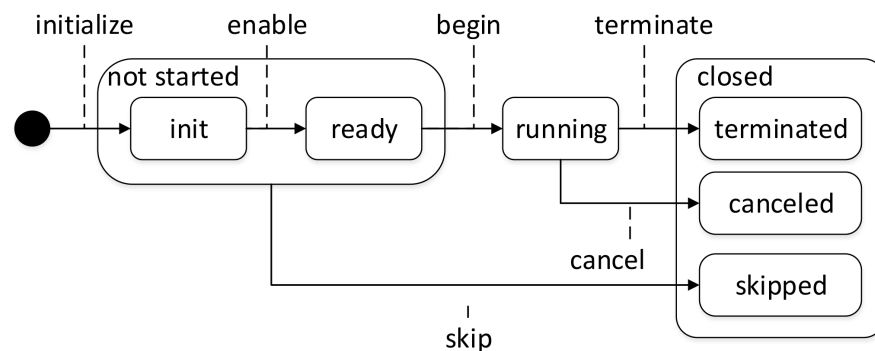 initialize
enable
begin
terminate
not started
closed
init
ready
running
terminated
canceled
cancel
skipped
skip